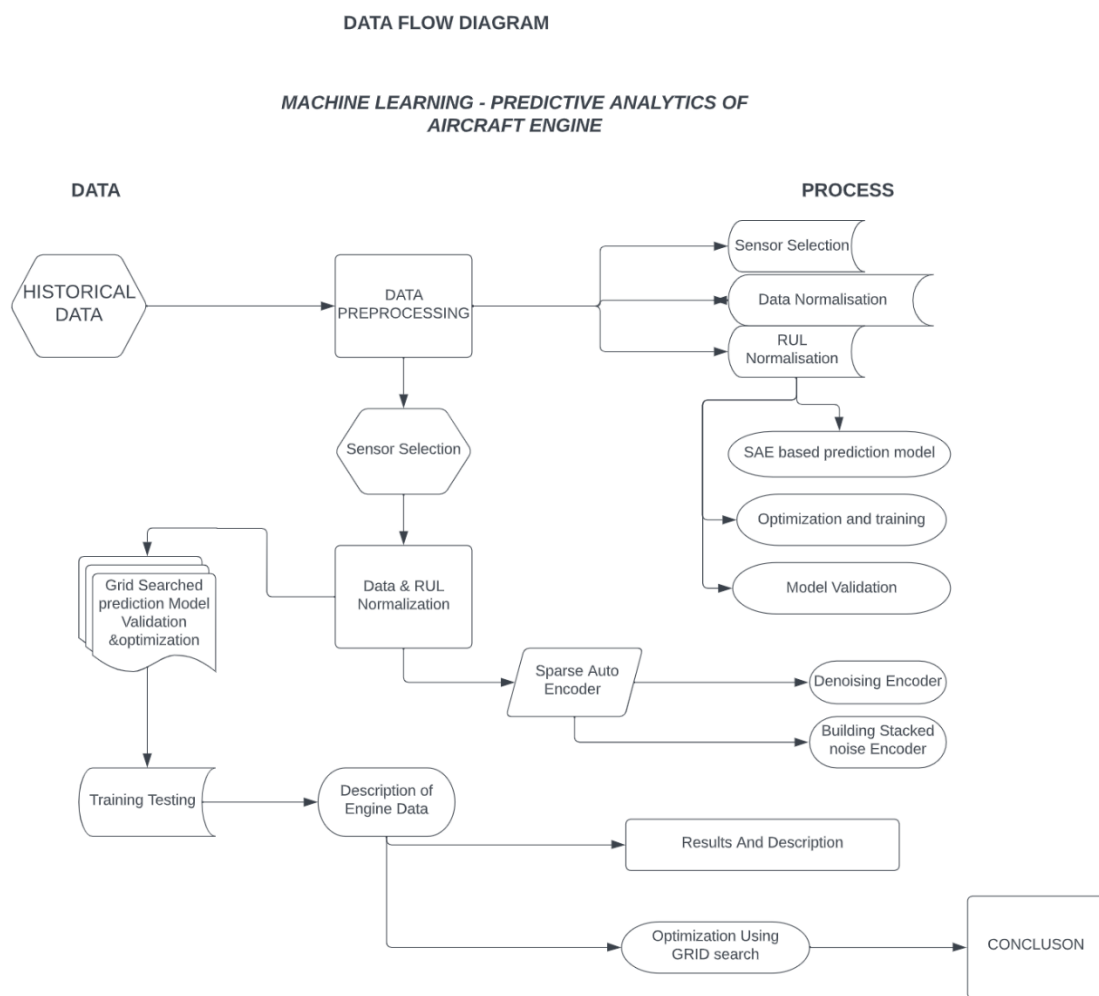 DATA FLOW DIAGRAM
MACHINE LEARNING - PREDICTIVE ANALYTICS OF
AIRCRAFT ENGINE
DATA
PROCESS
HISTORICAL
DATA
DATA
PREPROCESSING
Sensor Selection
Data Normalisation
RUL
Normalisation
Sensor Selection
SAE based prediction model
Optimization and training
Model Validation
Data & RUL
Normalization
Grid Searched
prediction Model
Validation
&optimization
Sparse Auto
Encoder
Denoising Encoder
Building Stacked
noise Encoder
Training Testing
Description of
Engine Data
Results And Description
Optimization Using
GRID search
CONCLUSON